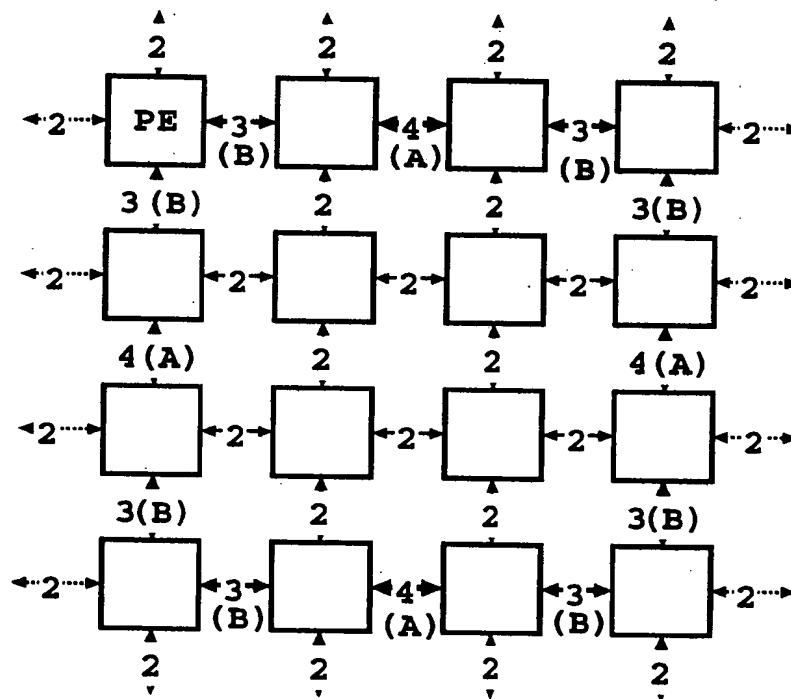 2 2 2 2
2 PE 3 4 3 2
(B) (A) (B)
3(B) 2 2 3(B)
2 2 2 2 2
4(A) 2 2 4(A)
2 2 2 2 2
3(B) 2 2 3(B)
2 3 4 3 2
(B) (A) (B)
2 2 2 2